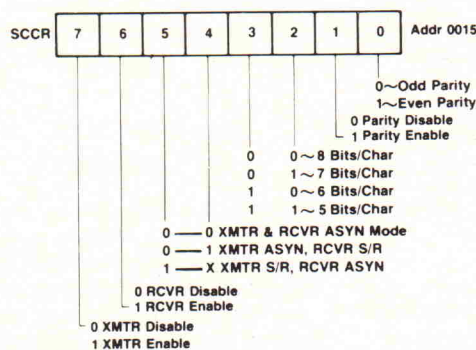 SCCR 7 6 5 4 3 2 1 0 Addr 0015
0~Odd Parity
1~Even Parity
0 Parity Disable
1 Parity Enable
0 0~8 Bits/Char
0 1~7 Bits/Char
1 0~6 Bits/Char
1 1~5 Bits/Char
0—0 XMTR & RCVR ASYN Mode
0—1 XMTR ASYN, RCVR S/R
1—X XMTR S/R, RCVR ASYN
0 RCVR Disable
1 RCVR Enable
0 XMTR Disable
1 XMTR Enable